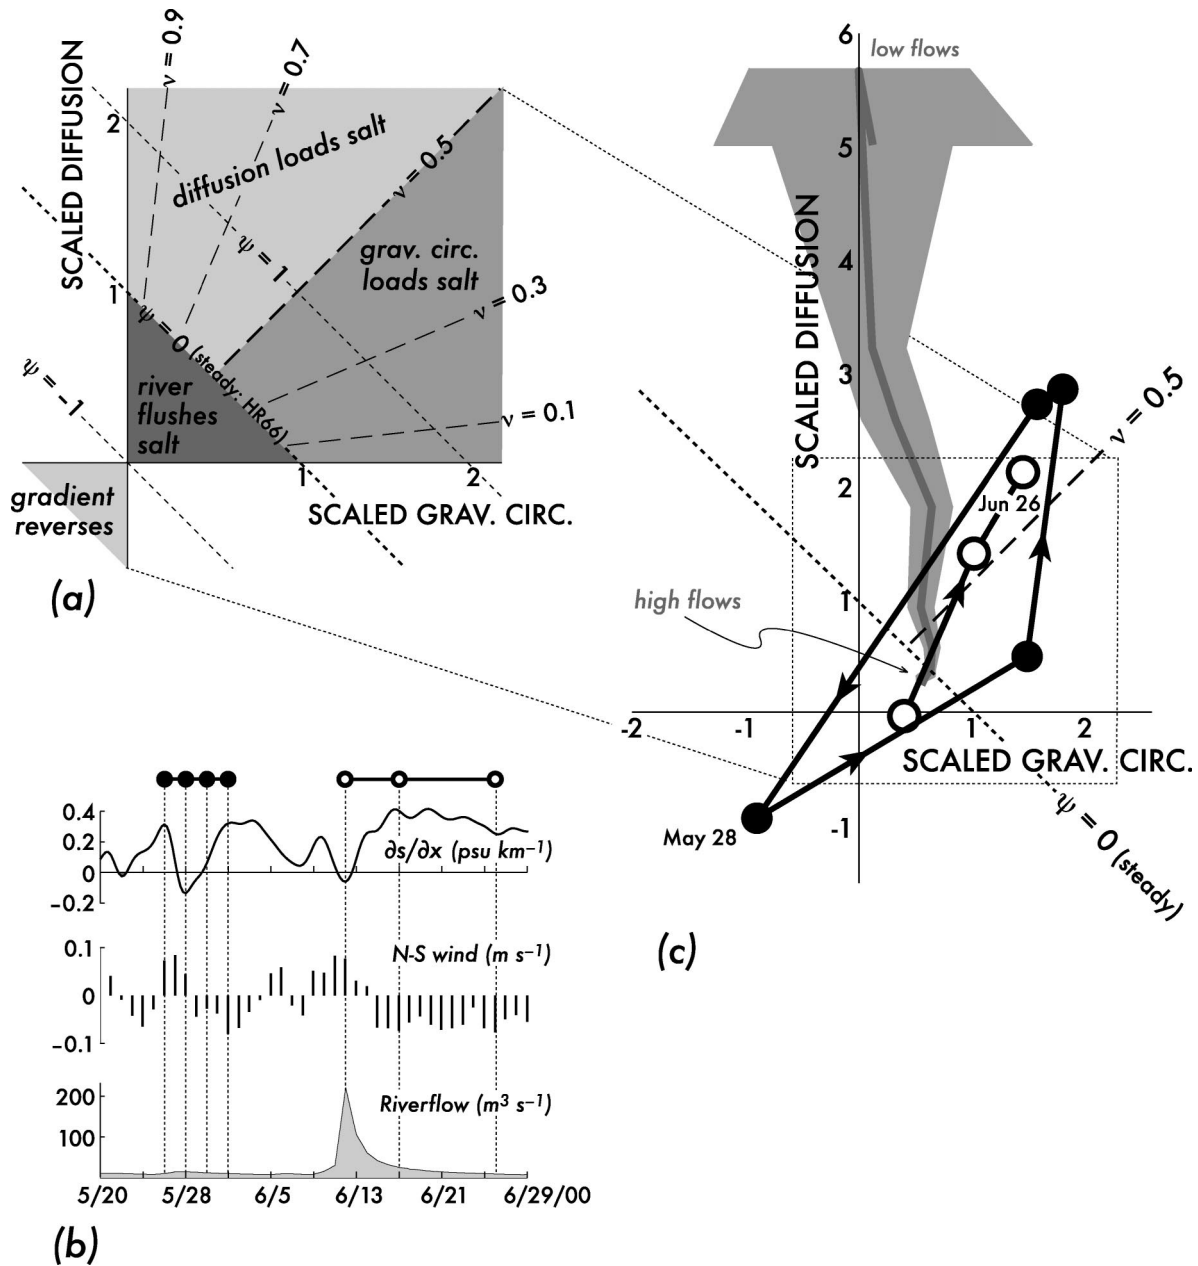 SCALED DIFFUSION
ν = 0.9
ν = 0.7
2
diffusion loads salt
ν = 0.5
ψ = 1
grav. circ.
loads salt
1
ν = 0.3
ψ = 0 (steady: HR66)
ψ = -1
river
flushes
salt
ν = 0.1
1
2
gradient
reverses
SCALED GRAV. CIRC.
(a)
0.4
0.2
0
−0.2
∂s/∂x (psu km⁻¹)
0.1
0
-0.1
N-S wind (m s⁻¹)
200
100
Riverflow (m³ s⁻¹)
5/20
5/28
6/5
6/13
6/21
6/29/00
(b)
6
low flows
5
4
SCALED DIFFUSION
3
ν = 0.5
2
Jun 26
1
high flows
-2
-1
1
2
SCALED GRAV. CIRC.
May 28
-1
ψ = 0 (steady)
(c)